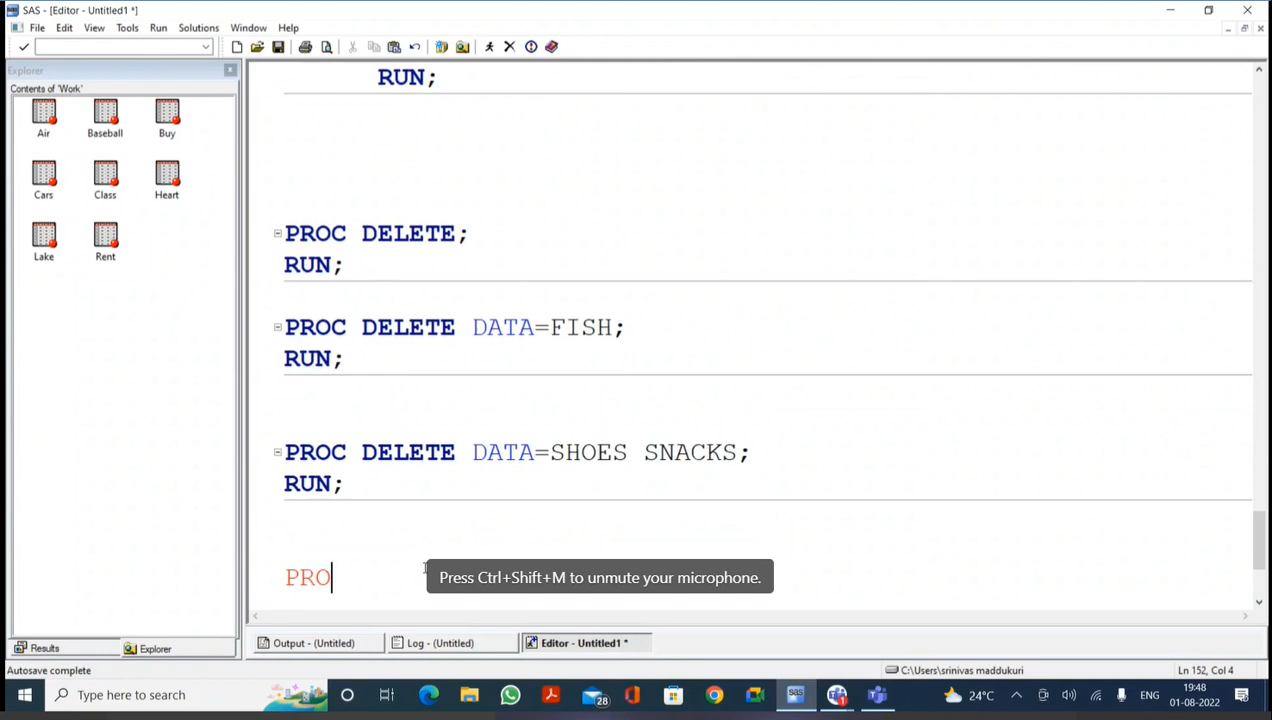 SAS - [Editor - Untitled1 *]
File Edit View Tools Run Solutions Window Help
Explorer
Contents of 'Work'
Air Baseball Buy
Cars Class Heart
Lake Rent
RUN;
PROC DELETE;
RUN;
PROC DELETE DATA=FISH;
RUN;
PROC DELETE DATA=SHOES SNACKS;
RUN;
PRO
Press Ctrl+Shift+M to unmute your microphone.
Results Explorer
Output - (Untitled) Log - (Untitled) Editor - Untitled1 *
Autosave complete C:\Users\srinivas maddukuri Ln 152, Col 4
Type here to search 28 sas 1 24°C ENG 19:48
01-08-2022